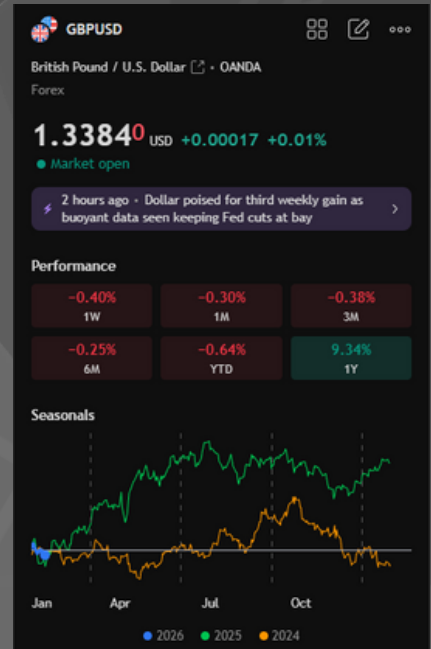 GBPUSD
British Pound / U.S. Dollar • OANDA
Forex
1.33840 USD +0.00017 +0.01%
Market open
2 hours ago • Dollar poised for third weekly gain as
buoyant data seen keeping Fed cuts at bay
Performance
−0.40% −0.30% −0.38%
1W 1M 3M
−0.25% −0.64% 9.34%
6M YTD 1Y
Seasonals
Jan Apr Jul Oct
2026 2025 2024